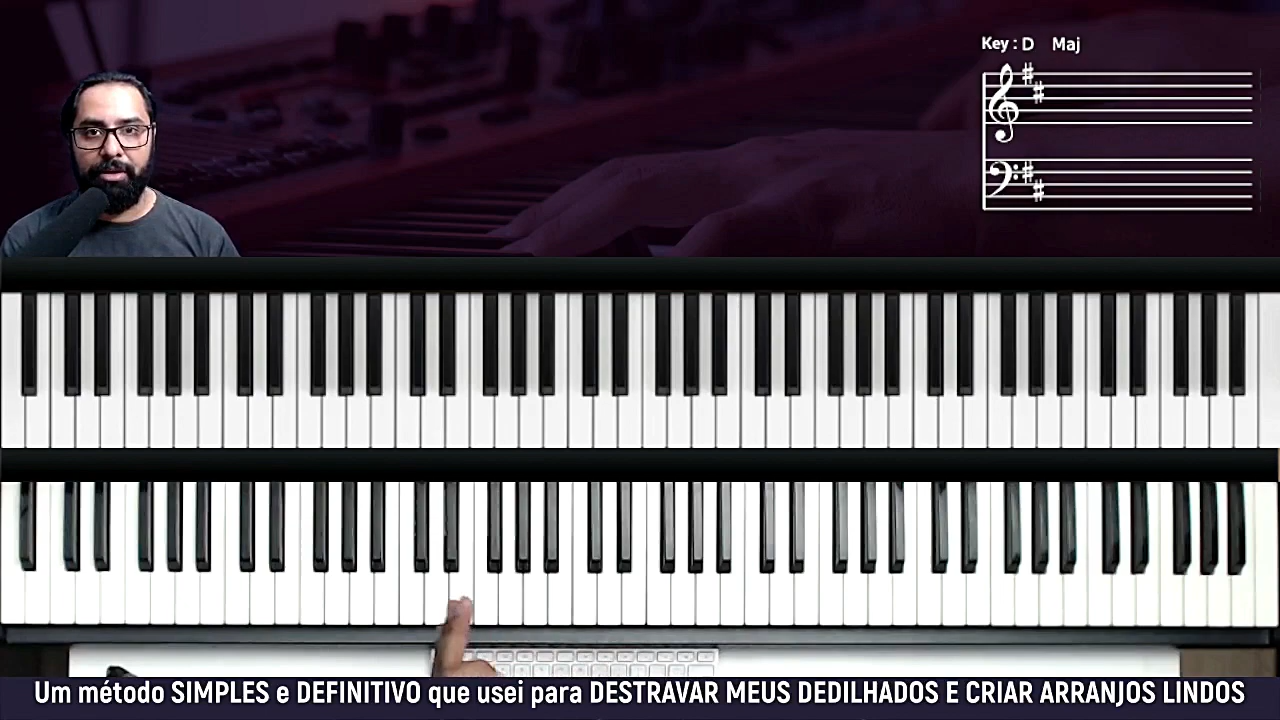 Key : D Maj
Um método SIMPLES e DEFINITIVO que usei para DESTRAVAR MEUS DEDILHADOS E CRIAR ARRANJOS LINDOS